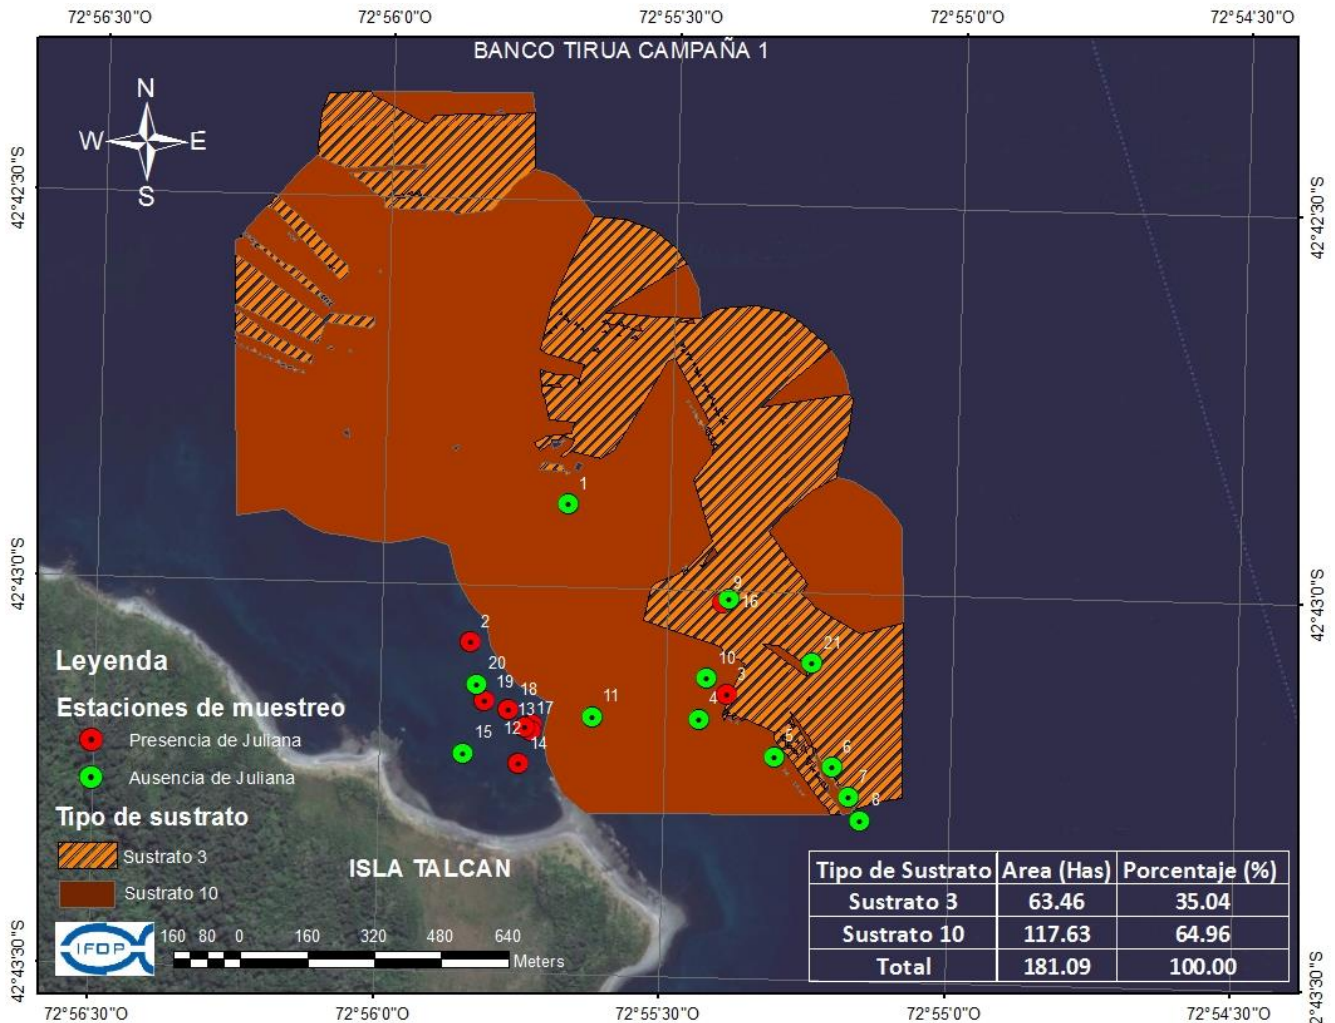 72°56'30"O 72°56'0"O 72°55'30"O 72°55'0"O 72°54'30"O
BANCO TIRUA CAMPAÑA 1
N
W E
S
42°42'30"S 42°42'30"S
1
42°43'0"S 42°43'0"S
9
16
2
21
10
20
3
19
18
11
4
13 17
12
15
14
5
6
7
8
Leyenda
Estaciones de muestreo
Presencia de Juliana
Ausencia de Juliana
Tipo de sustrato
Sustrato 3
Sustrato 10
ISLA TALCAN
IFOP
160 80 0 160 320 480 640
Meters
Tipo de Sustrato Area (Has) Porcentaje (%)
Sustrato 3 63.46 35.04
Sustrato 10 117.63 64.96
Total 181.09 100.00
42°43'30"S 42°43'30"S
72°56'30"O 72°56'0"O 72°55'30"O 72°55'0"O 72°54'30"O